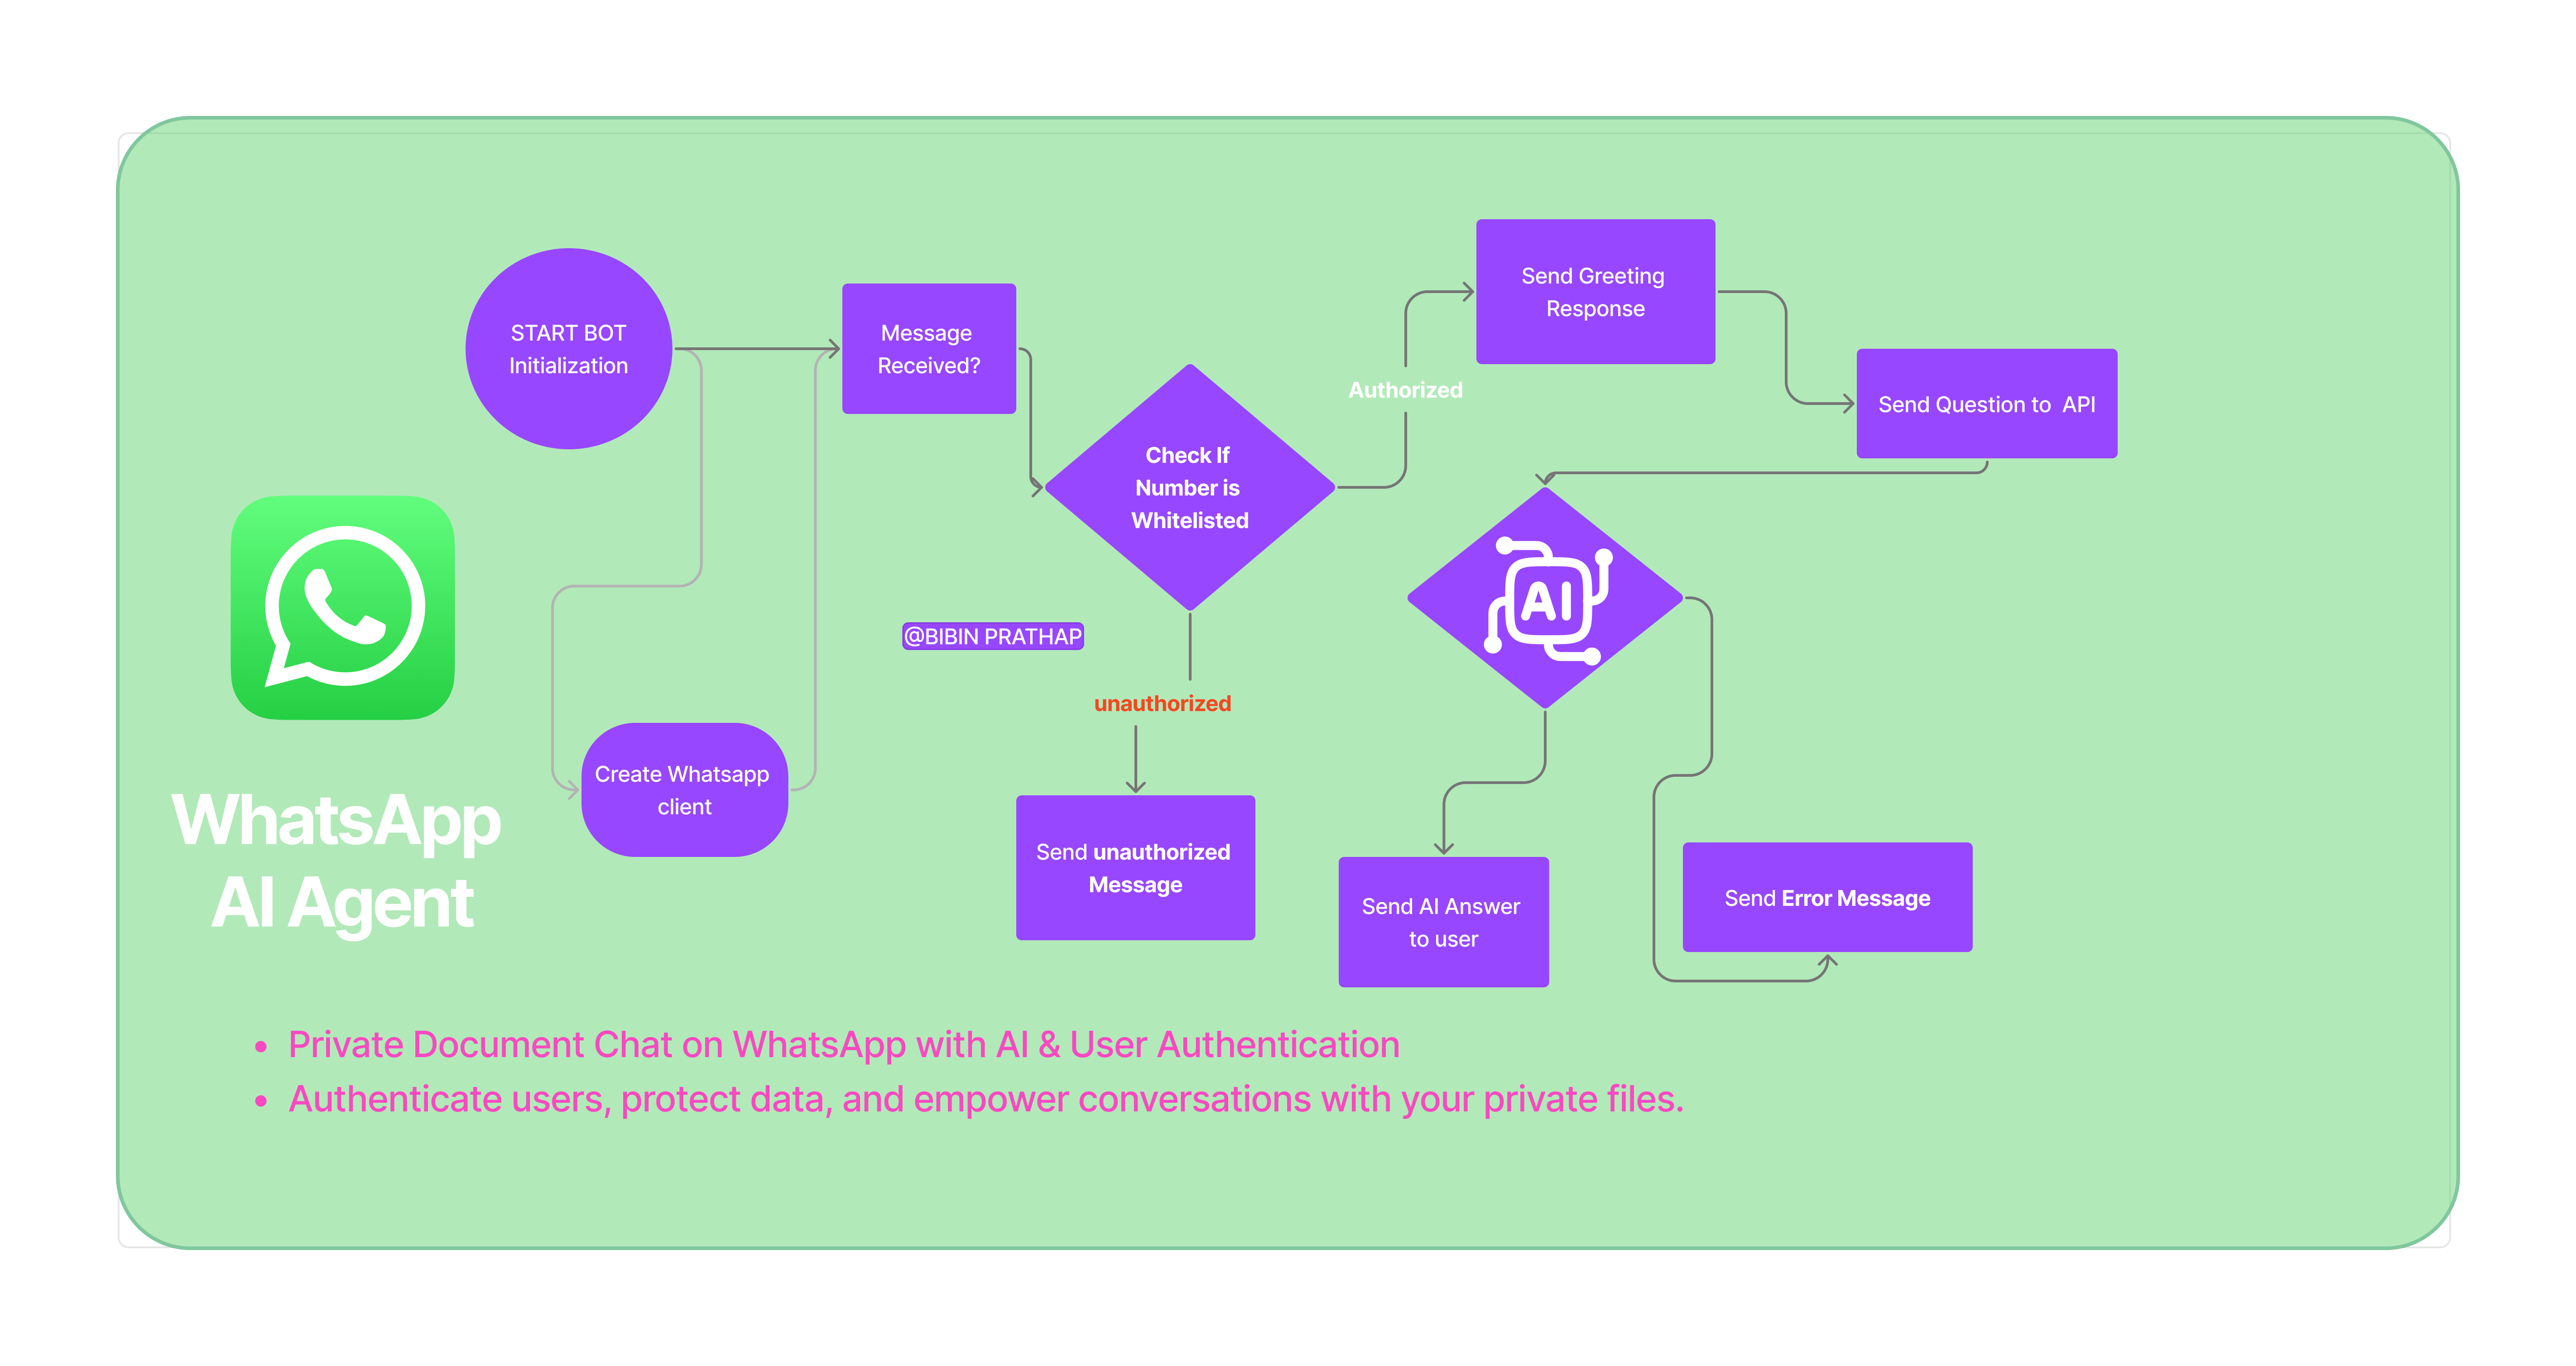 START BOT
Initialization
Message
Received?
Check If
Number is
Whitelisted
Authorized
Send Greeting
Response
Send Question to  API
AI
@BIBIN PRATHAP
unauthorized
Create Whatsapp
client
Send unauthorized
Message
Send AI Answer
to user
Send Error Message
WhatsApp
AI Agent
• Private Document Chat on WhatsApp with AI & User Authentication
• Authenticate users, protect data, and empower conversations with your private files.